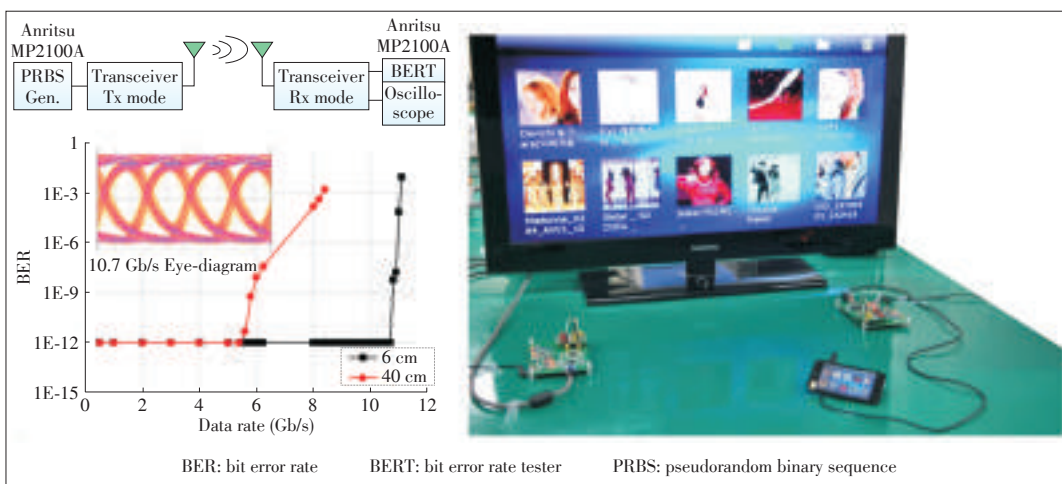 Anritsu
MP2100A
PRBS
Gen.
Transceiver
Tx mode
Transceiver
Rx mode
Anritsu
MP2100A
BERT
Oscillo-
scope
BER
1
1E-3
1E-6
1E-9
1E-12
1E-15
10.7 Gb/s Eye-diagram
6 cm
40 cm
0 2 4 6 8 10 12
Data rate (Gb/s)
BER: bit error rate BERT: bit error rate tester PRBS: pseudorandom binary sequence